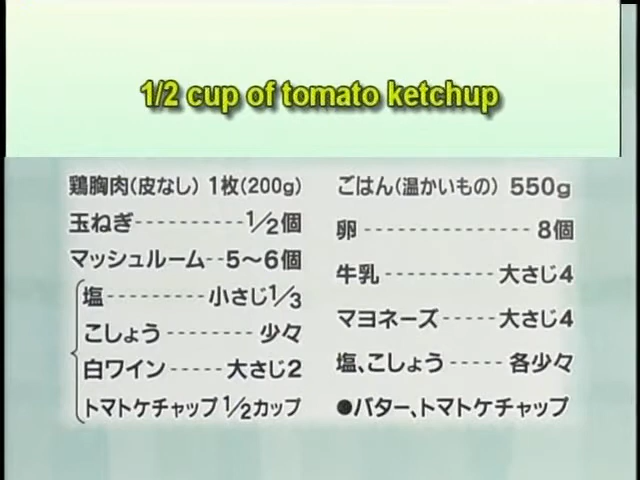 1/2 cup of tomato ketchup
鶏胸肉(皮なし) 1枚(200g)
玉ねぎ----------1/2個
マッシュルーム--5～6個
塩---------小さじ1/3
こしょう--------少々
白ワイン-----大さじ2
トマトケチャップ 1/2カップ
ごはん(温かいもの) 550g
卵---------------8個
牛乳----------大さじ4
マヨネーズ-----大さじ4
塩、こしょう-----各少々
●バター、トマトケチャップ